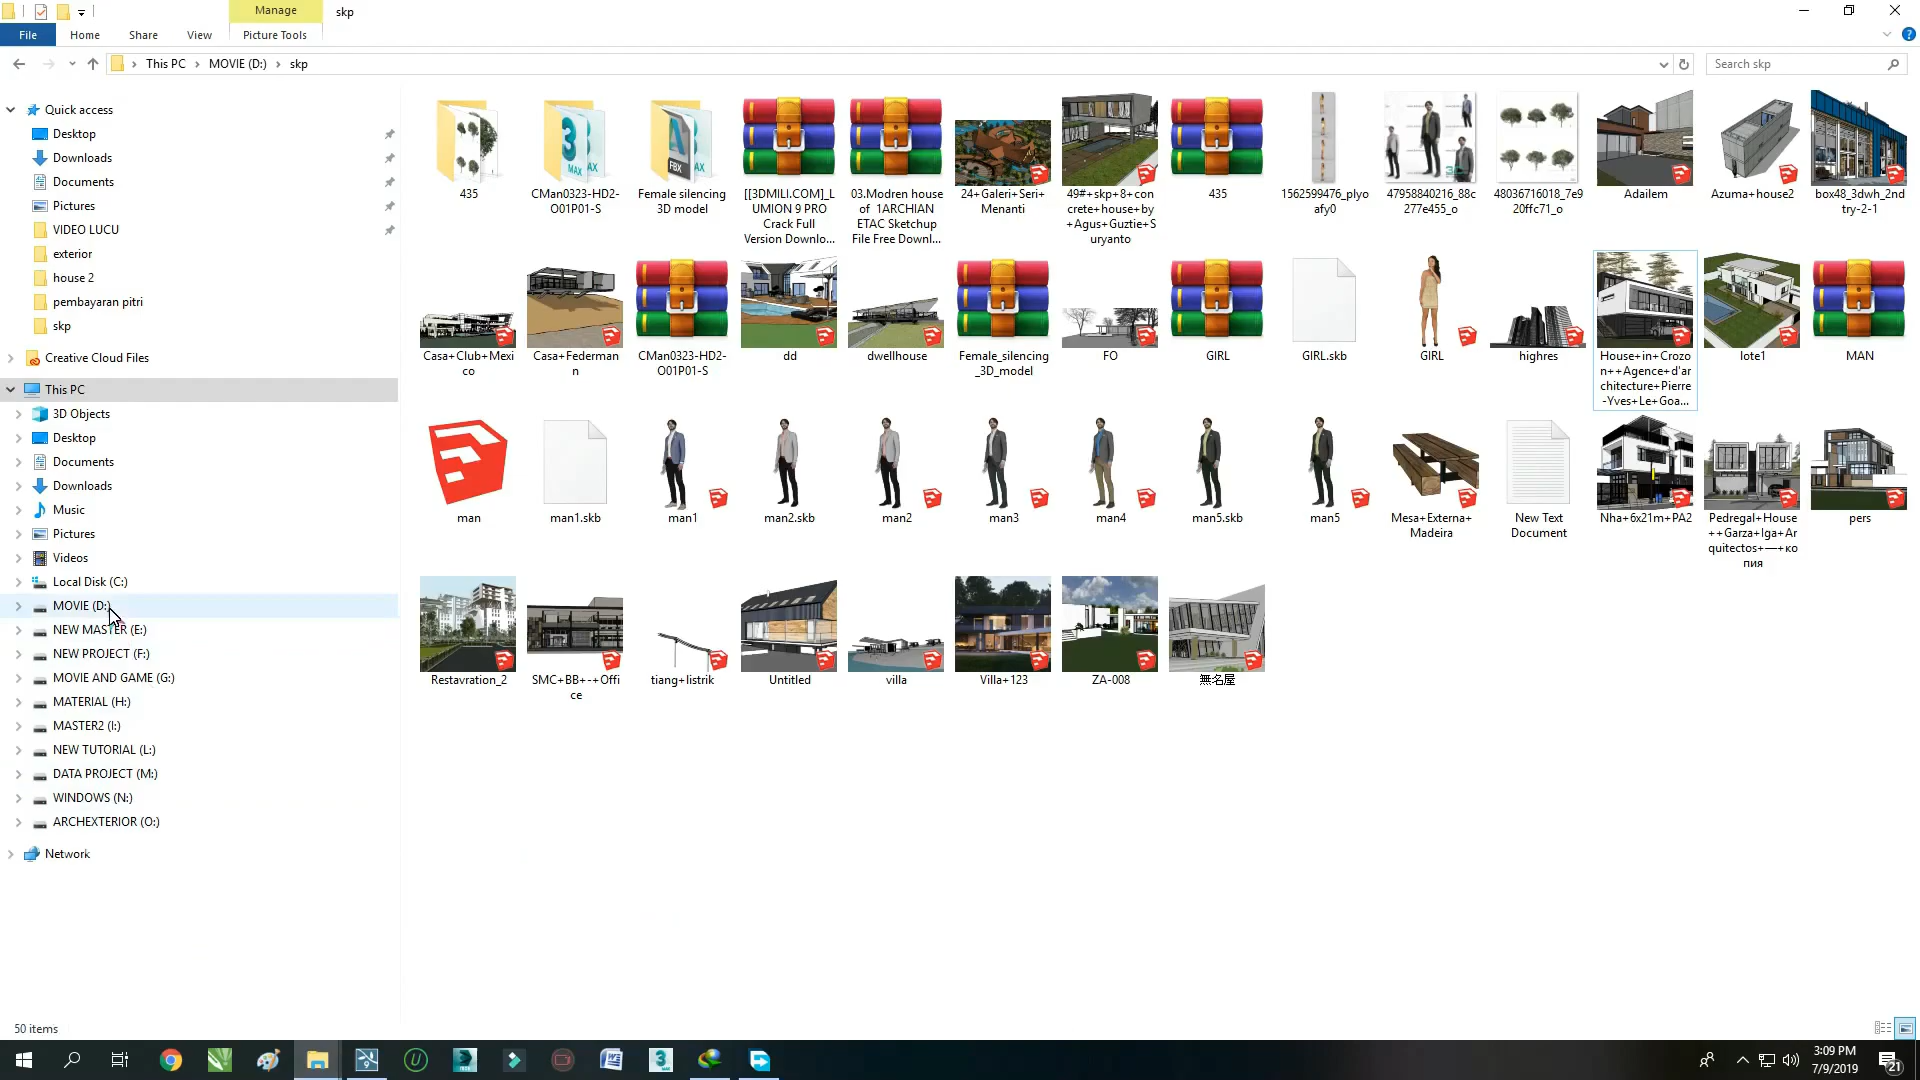 Manage
skp
File
Home
Share
View
Picture Tools
This PC
MOVIE (D:)
skp
Search skp
Quick access
Desktop
Downloads
Documents
Pictures
VIDEO LUCU
exterior
house 2
pembayaran pitri
skp
Creative Cloud Files
This PC
3D Objects
Desktop
Documents
Downloads
Music
Pictures
Videos
Local Disk (C:)
MOVIE (D:)
NEW MASTER (E:)
NEW PROJECT (F:)
MOVIE AND GAME (G:)
MATERIAL (H:)
MASTER2 (I:)
NEW TUTORIAL (L:)
DATA PROJECT (M:)
WINDOWS (N:)
ARCHEXTERIOR (O:)
Network
435
CMan0323-HD2-
O01P01-S
Female silencing
3D model
[[3DMILI.COM]_L
UMION 9 PRO
Crack Full
Version Downlo...
03.Modren house
of 1ARCHIAN
ETAC Sketchup
File Free Downl...
24+Galeri+Seri+
Menanti
49#+skp+8+con
crete+house+by
+Agus+Guztie+S
uryanto
435
1562599476_plyo
afy0
47958840216_88c
277e455_o
48036716018_7e9
20ffc71_o
Adailem
Azuma+house2
box48_3dwh_2nd
try-2-1
Casa+Club+Mexi
co
Casa+Federman
n
CMan0323-HD2-
O01P01-S
dd
dwellhouse
Female_silencing
_3D_model
FO
GIRL
GIRL.skb
GIRL
highres
House+in+Crozo
n++Agence+d'ar
chitecture+Pierre
-Yves+Le+Goa...
lote1
MAN
man
man1.skb
man1
man2.skb
man2
man3
man4
man5.skb
man5
Mesa+Externa+
Madeira
New Text
Document
Nha+6x21m+PA2
Pedregal+House
++Garza+Iga+Ar
quitectos+—+ко
пия
pers
Restavration_2
SMC+BB+-+Offi
ce
tiang+listrik
Untitled
villa
Villa+123
ZA-008
無名屋
50 items
3:09 PM
7/9/2019
21